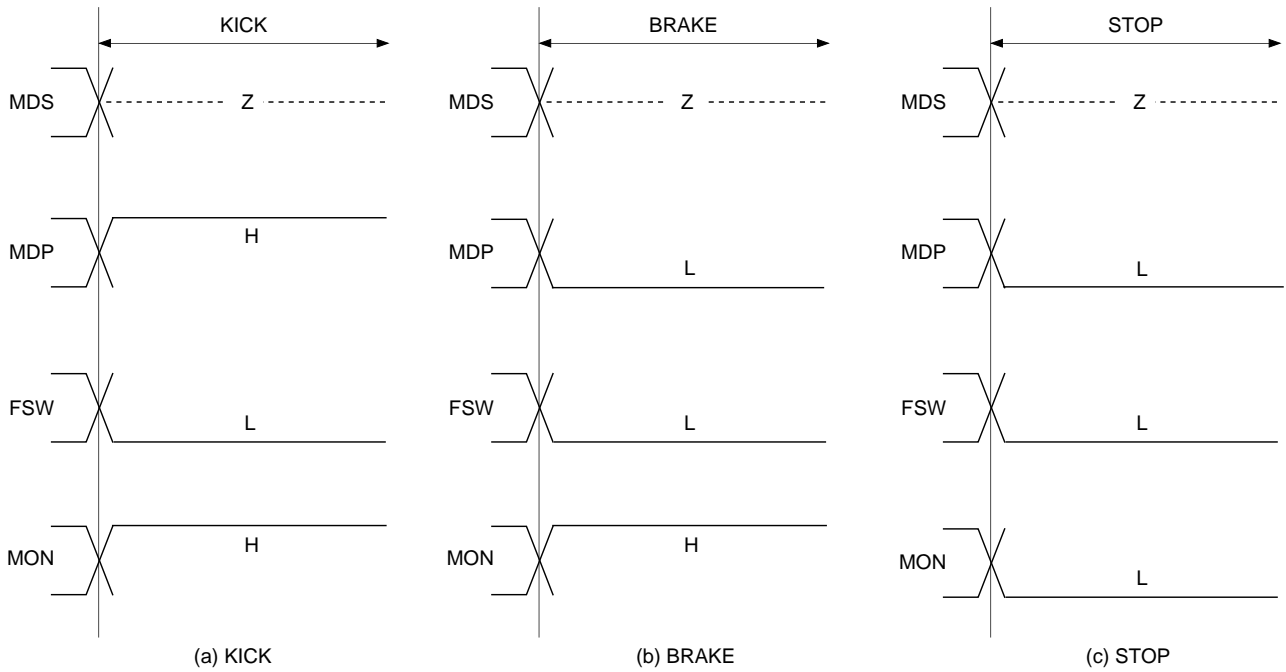 KICK
BRAKE
STOP
MDS
Z
MDS
Z
MDS
Z
MDP
H
MDP
L
MDP
L
FSW
L
FSW
L
FSW
L
MON
H
MON
H
MON
L
(a) KICK
(b) BRAKE
(c) STOP